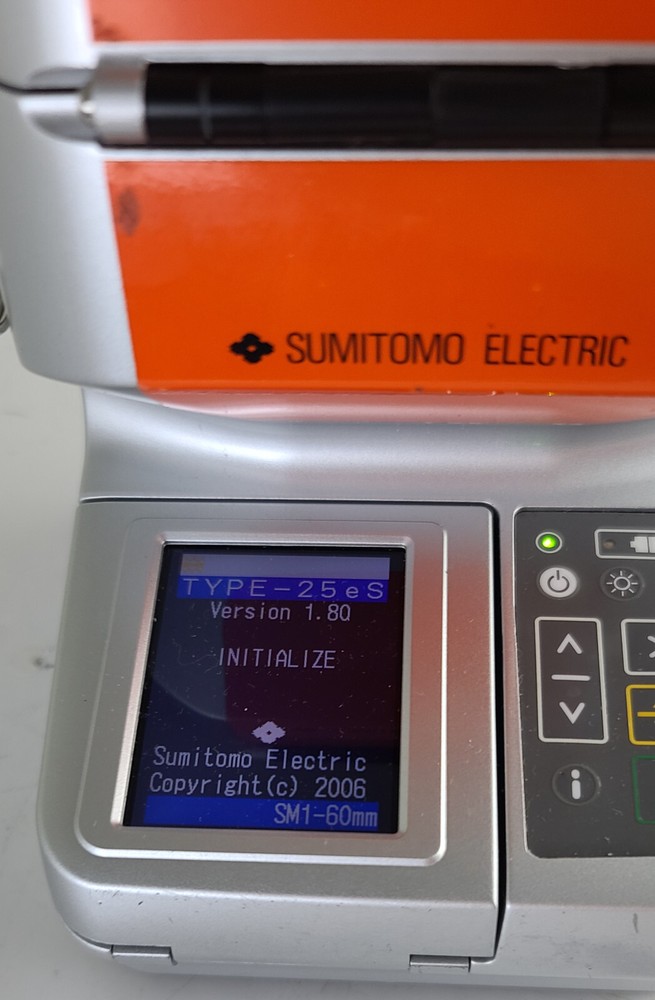 SUMITOMO ELECTRIC
TYPE-25eS
Version 1.80
INITIALIZE
Sumitomo Electric
Copyright(c) 2006
SM1-60mm